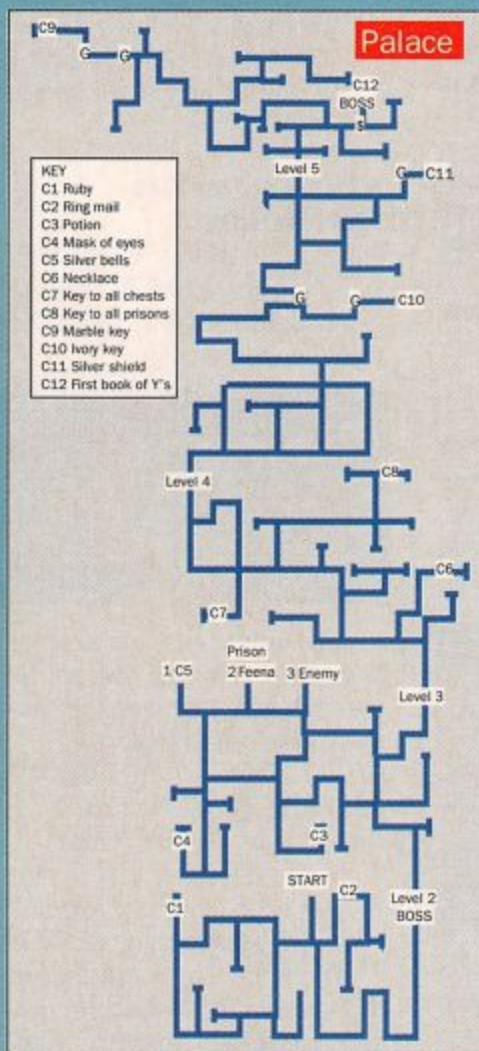 Palace
C9
G
G
C12
BOSS
$
Level 5
G
C11
KEY
C1 Ruby
C2 Ring mail
C3 Potion
C4 Mask of eyes
C5 Silver bells
C6 Necklace
C7 Key to all chests
C8 Key to all prisons
C9 Marble key
C10 Ivory key
C11 Silver shield
C12 First book of Y's
G
G
C10
C8
Level 4
C6
C7
Prison
1 C5
2 Feena
3 Enemy
Level 3
C3
C4
START
C2
Level 2
BOSS
C1